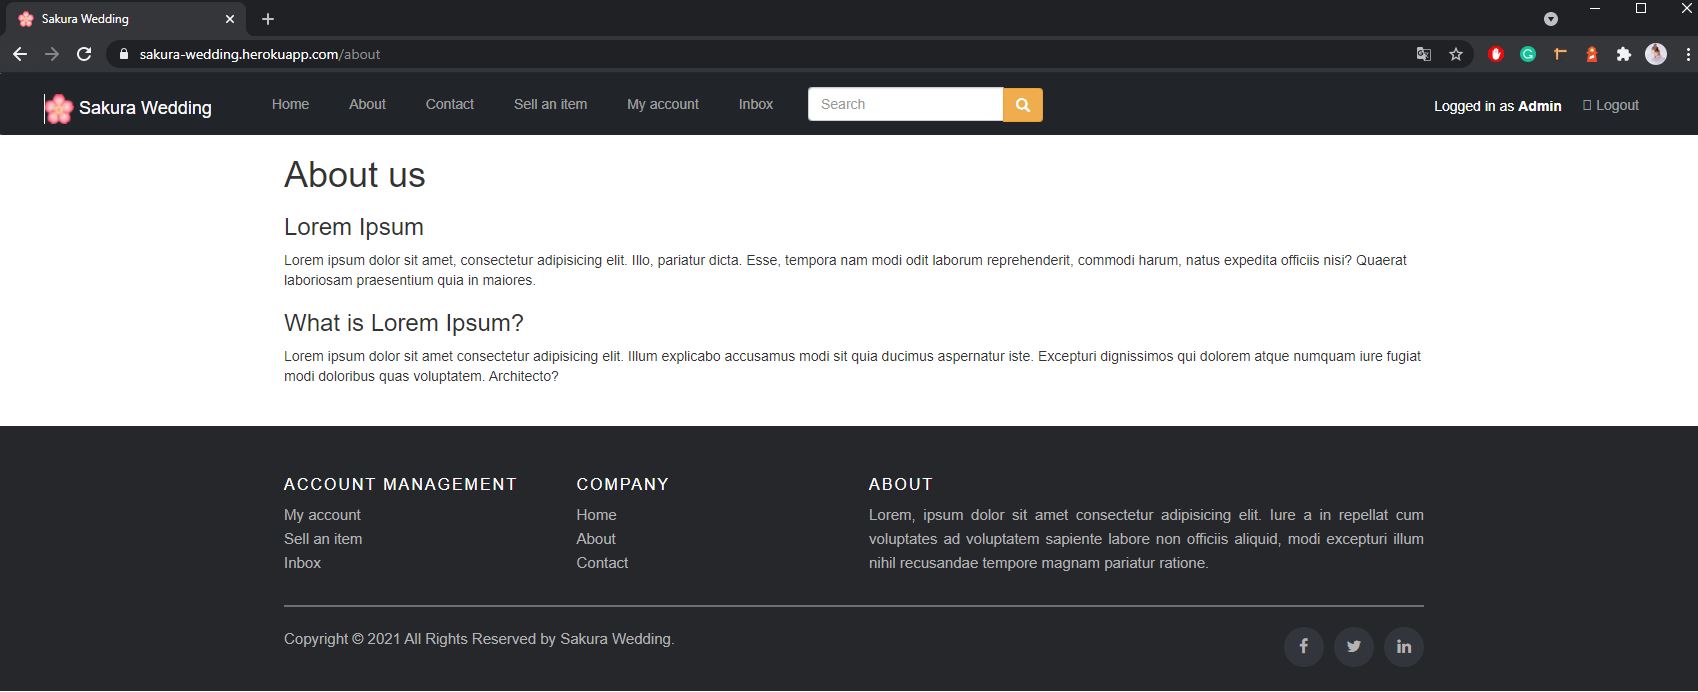 Sakura Wedding
sakura-wedding.herokuapp.com/about
Sakura Wedding Home About Contact Sell an item My account Inbox Search Logged in as Admin Logout
About us
Lorem Ipsum
Lorem ipsum dolor sit amet, consectetur adipisicing elit. Illo, pariatur dicta. Esse, tempora nam modi odit laborum reprehenderit, commodi harum, natus expedita officiis nisi? Quaerat
laboriosam praesentium quia in maiores.
What is Lorem Ipsum?
Lorem ipsum dolor sit amet consectetur adipisicing elit. Illum explicabo accusamus modi sit quia ducimus aspernatur iste. Excepturi dignissimos qui dolorem atque numquam iure fugiat
modi doloribus quas voluptatem. Architecto?
ACCOUNT MANAGEMENT
My account
Sell an item
Inbox
COMPANY
Home
About
Contact
ABOUT
Lorem, ipsum dolor sit amet consectetur adipisicing elit. Iure a in repellat cum
voluptates ad voluptatem sapiente labore non officiis aliquid, modi excepturi illum
nihil recusandae tempore magnam pariatur ratione.
Copyright © 2021 All Rights Reserved by Sakura Wedding.